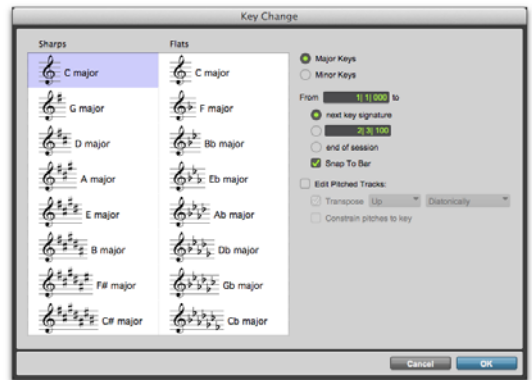 Key Change
Sharps Flats
C major C major
G major F major
D major Bb major
A major Eb major
E major Ab major
B major Db major
F# major Gb major
C# major Cb major
Major Keys
Minor Keys
From 1| 1| 000 to
next key signature
2| 3| 100
end of session
Snap To Bar
Edit Pitched Tracks:
Transpose Up Diatonically
Constrain pitches to key
Cancel OK